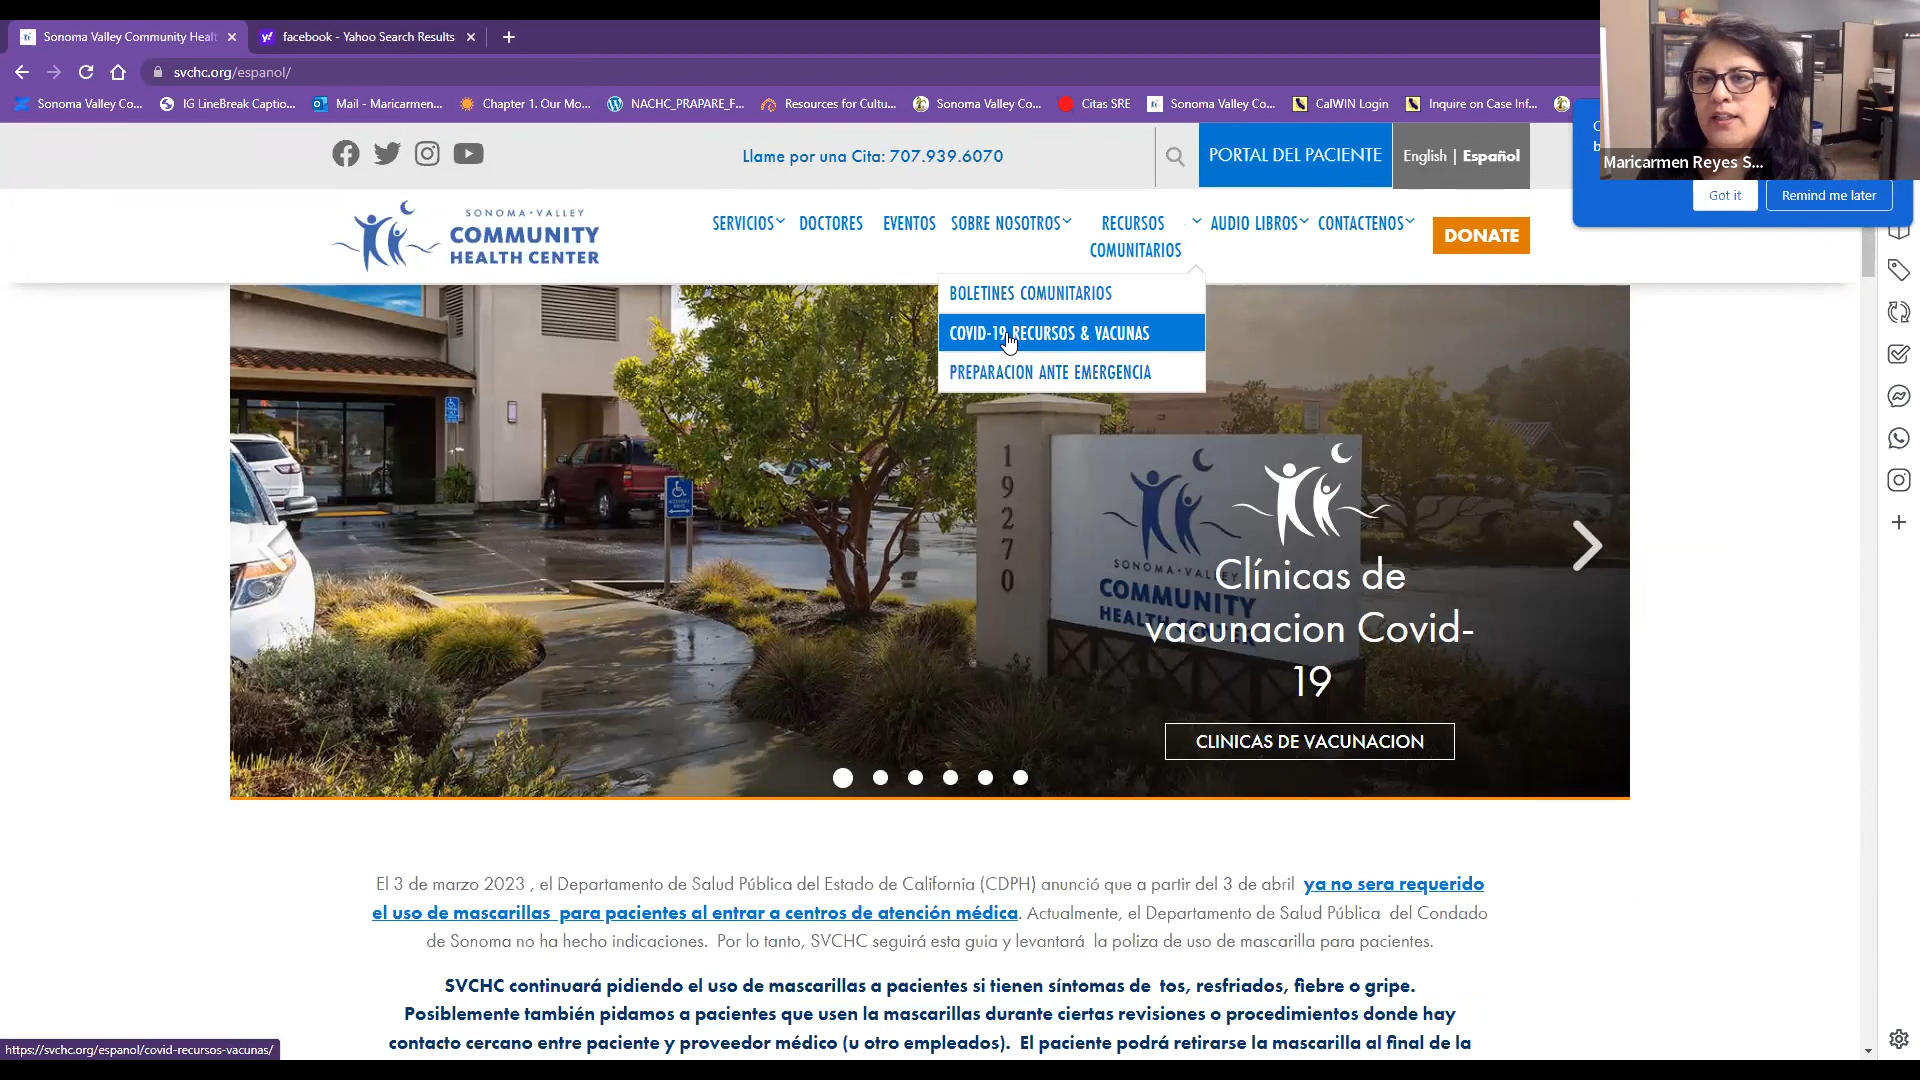 Sonoma Valley Community Healt
facebook - Yahoo Search Results
svchc.org/espanol/
Sonoma Valley Co...
IG LineBreak Captio...
Mail - Maricarmen...
Chapter 1. Our Mo...
NACHC_PRAPARE_F...
Resources for Cultu...
Sonoma Valley Co...
Citas SRE
Sonoma Valley Co...
CalWIN Login
Inquire on Case Inf...
Maricarmen Reyes S...
Got it
Remind me later
Llame por una Cita: 707.939.6070
PORTAL DEL PACIENTE
English | Español
SONOMA · VALLEY
COMMUNITY
HEALTH CENTER
SERVICIOS
DOCTORES
EVENTOS
SOBRE NOSOTROS
RECURSOS
COMUNITARIOS
AUDIO LIBROS
CONTACTENOS
DONATE
BOLETINES COMUNITARIOS
COVID-19 RECURSOS & VACUNAS
PREPARACION ANTE EMERGENCIA
19270
SONOMA · VALLEY
COMMUNITY
HEALTH CENTER
Clínicas de
vacunacion Covid-
19
CLINICAS DE VACUNACION
El 3 de marzo 2023 , el Departamento de Salud Pública del Estado de California (CDPH) anunció que a partir del 3 de abril ya no sera requerido
el uso de mascarillas para pacientes al entrar a centros de atención médica. Actualmente, el Departamento de Salud Pública del Condado
de Sonoma no ha hecho indicaciones. Por lo tanto, SVCHC seguirá esta guia y levantará la poliza de uso de mascarilla para pacientes.
SVCHC continuará pidiendo el uso de mascarillas a pacientes si tienen síntomas de tos, resfriados, fiebre o gripe.
Posiblemente también pidamos a pacientes que usen la mascarillas durante ciertas revisiones o procedimientos donde hay
contacto cercano entre paciente y proveedor médico (u otro empleados). El paciente podrá retirarse la mascarilla al final de la
https://svchc.org/espanol/covid-recursos-vacunas/